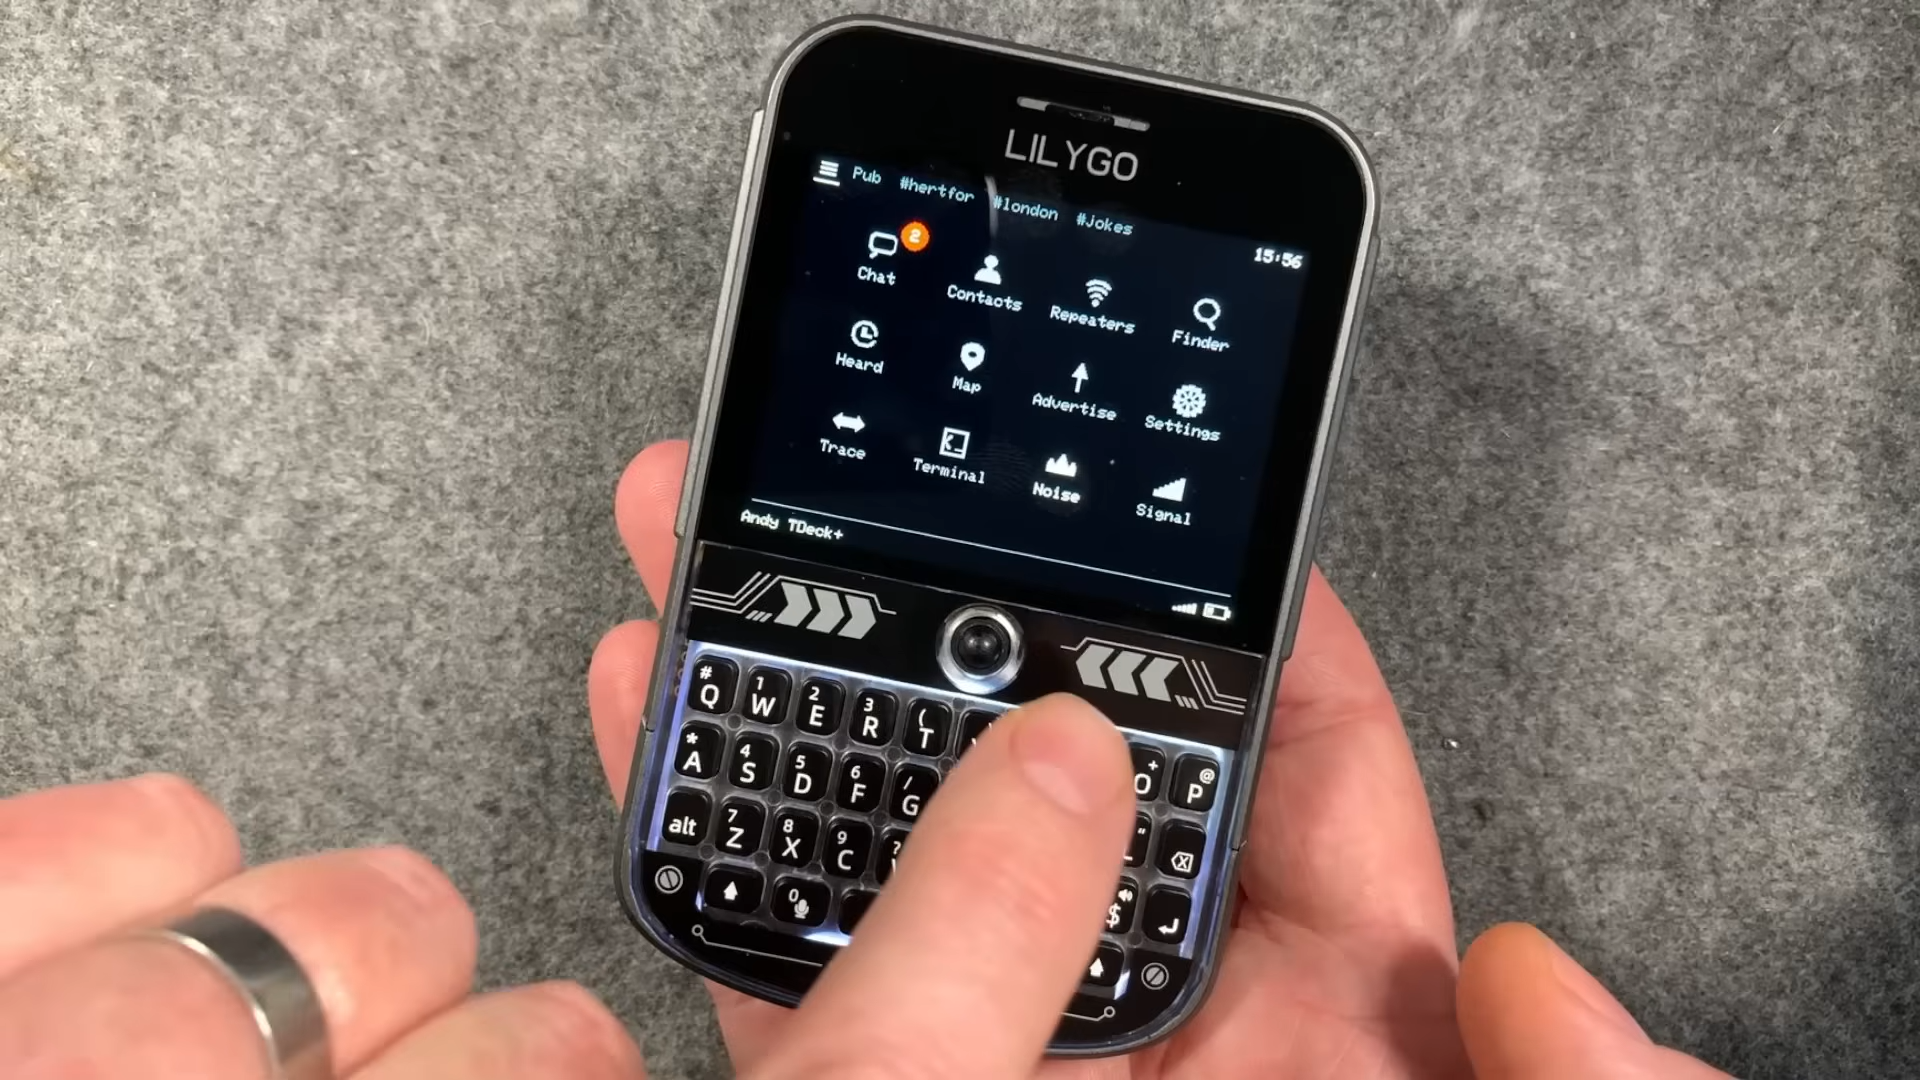 LILYGO
Pub #hertfor #london #jokes
15:56
2
Chat Contacts Repeaters Finder
Heard Map Advertise Settings
Trace Terminal Noise Signal
Andy TDeck+
# Q 1 W 2 E 3 R ( T + O @ P
* A 4 S 5 D 6 F / G "
alt 7 Z 8 X 9 C ?
0 $